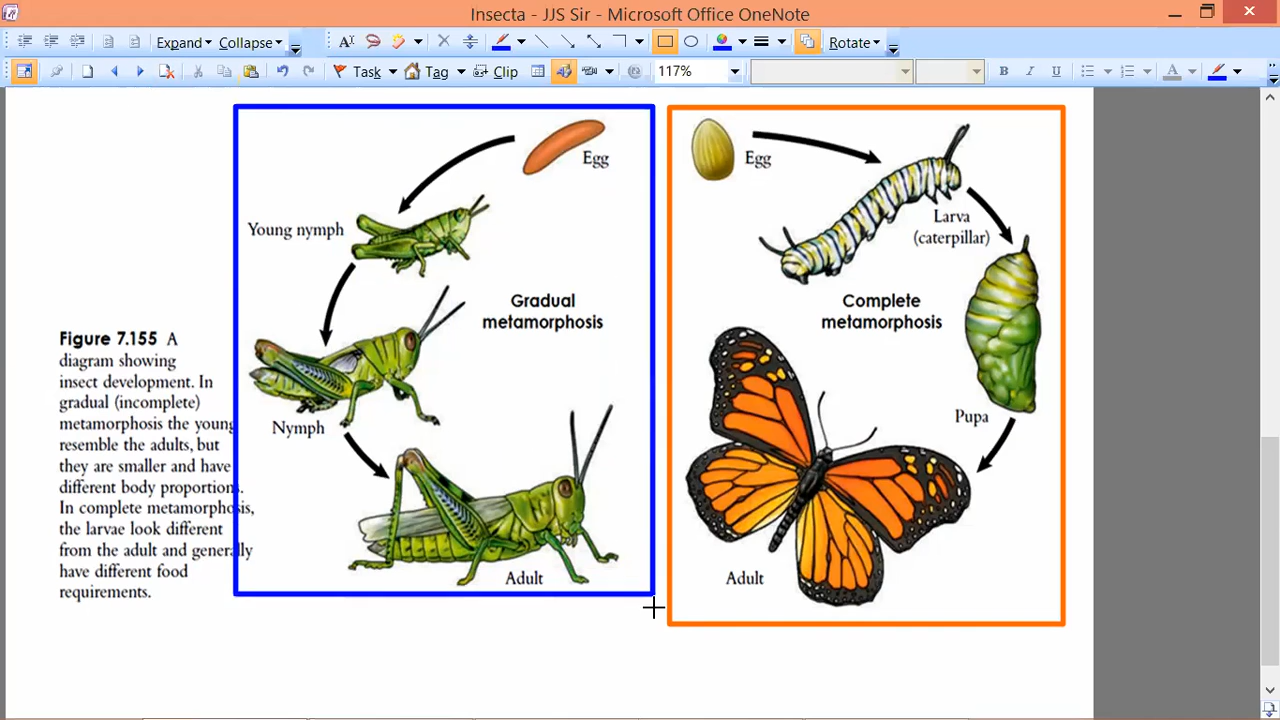 Insecta - JJS Sir - Microsoft Office OneNote
Expand Collapse Rotate
Task Tag Clip 117% B I U A
Egg
Young nymph
Gradual
metamorphosis
Nymph
Adult
Egg
Larva
(caterpillar)
Complete
metamorphosis
Pupa
Adult
Figure 7.155 A
diagram showing
insect development. In
gradual (incomplete)
metamorphosis the young
resemble the adults, but
they are smaller and have
different body proportions.
In complete metamorphosis,
the larvae look different
from the adult and generally
have different food
requirements.